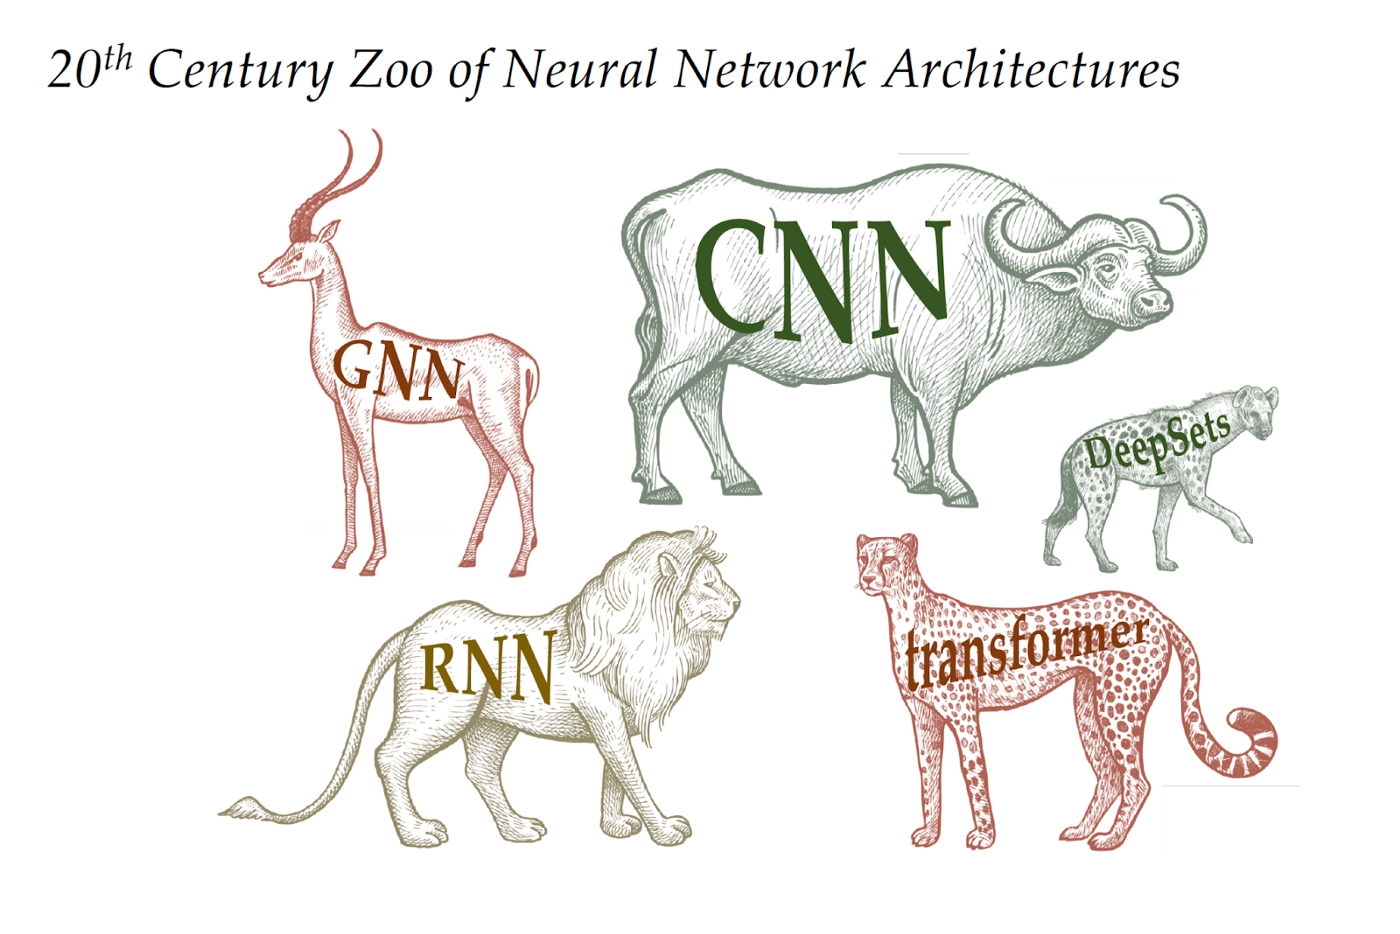 20th Century Zoo of Neural Network Architectures
GNN
CNN
DeepSets
RNN
transformer